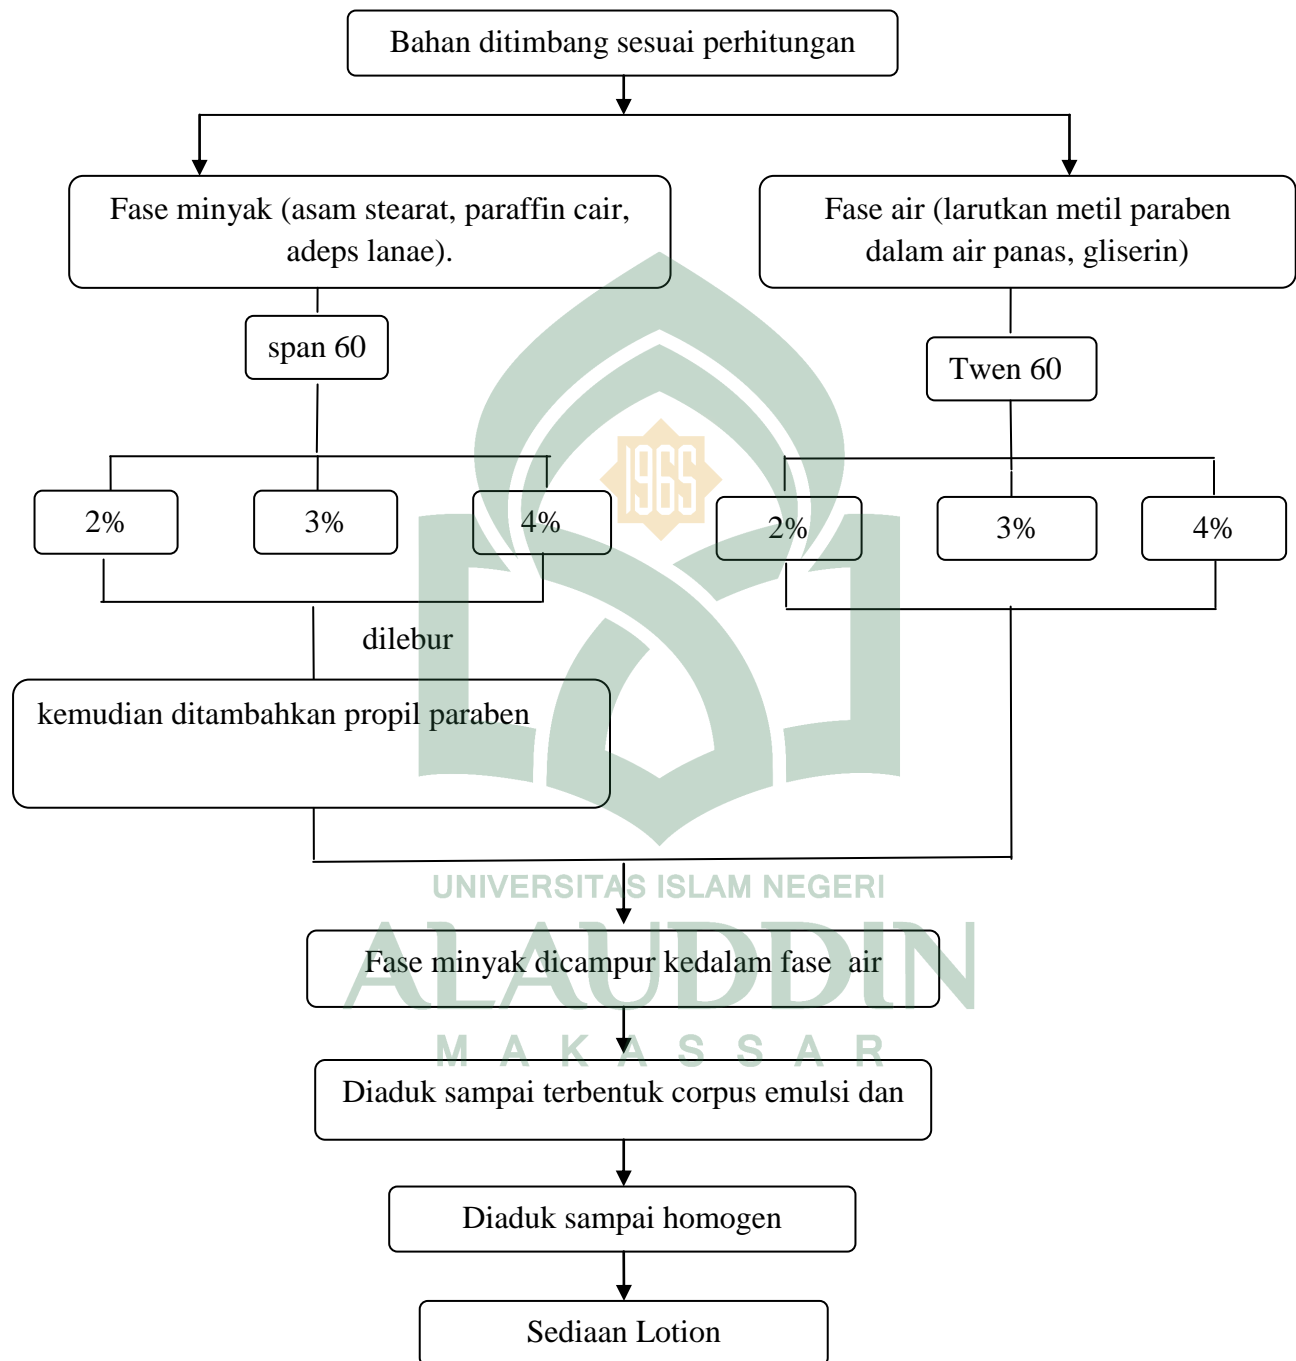 Bahan ditimbang sesuai perhitungan
Fase minyak (asam stearat, paraffin cair,
adeps lanae).
Fase air (larutkan metil paraben
dalam air panas, gliserin)
span 60
Twen 60
1965
2%
3%
4%
2%
3%
4%
dilebur
kemudian ditambahkan propil paraben
UNIVERSITAS ISLAM NEGERI
ALAUDDIN
MAKASSAR
Fase minyak dicampur kedalam fase air
Diaduk sampai terbentuk corpus emulsi dan
Diaduk sampai homogen
Sediaan Lotion